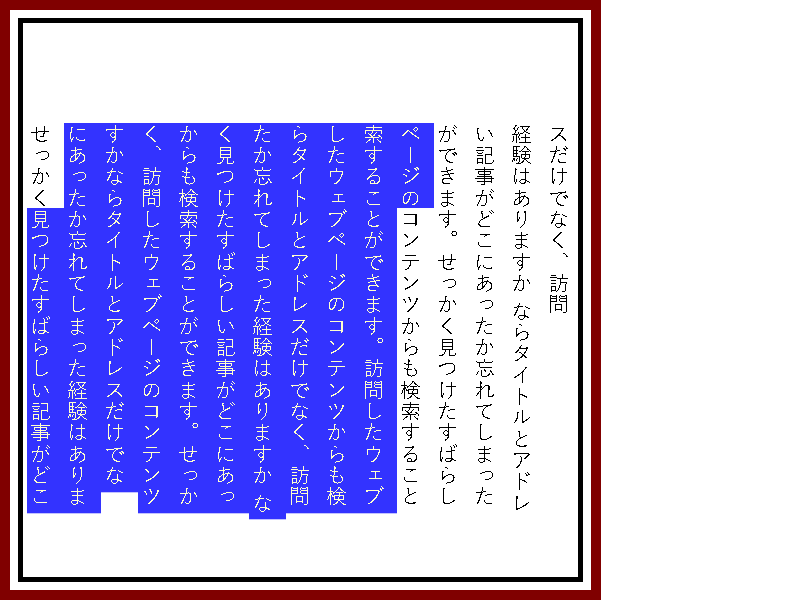 せっかく見つけたすばらしい記事がどこ
にあったか忘れてしまった経験はありま
すかならタイトルとアドレスだけでな
く、訪問したウェブページのコンテンツ
からも検索することができます。せっか
く見つけたすばらしい記事がどこにあっ
たか忘れてしまった経験はありますか な
らタイトルとアドレスだけでなく、訪問
したウェブページのコンテンツからも検
索することができます。訪問したウェブ
ページのコンテンツからも検索すること
ができます。せっかく見つけたすばらし
い記事がどこにあったか忘れてしまった
経験はありますか ならタイトルとアドレ
スだけでなく、訪問